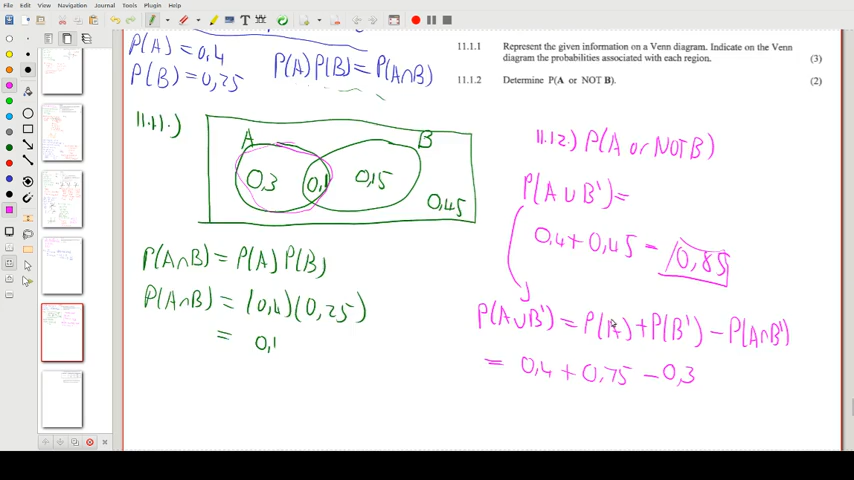 File Edit View Navigation Journal Tools Plugin Help
P(A) = 0,4
P(B) = 0,25
P(A)P(B) = P(A∩B)
11.1.1 Represent the given information on a Venn diagram. Indicate on the Venn
diagram the probabilities associated with each region. (3)
11.1.2 Determine P(A or NOT B). (2)
11.1.1.)
A
B
0,3
0,1
0,15
0,45
P(A∩B) = P(A) P(B)
P(A∩B) = (0,4)(0,25)
= 0,1
11.1.2.) P(A or NOT B)
P(A∪B') =
0,4 + 0,45 = 0,85
P(A∪B') = P(A) + P(B') - P(A∩B')
= 0,4 + 0,75 - 0,3